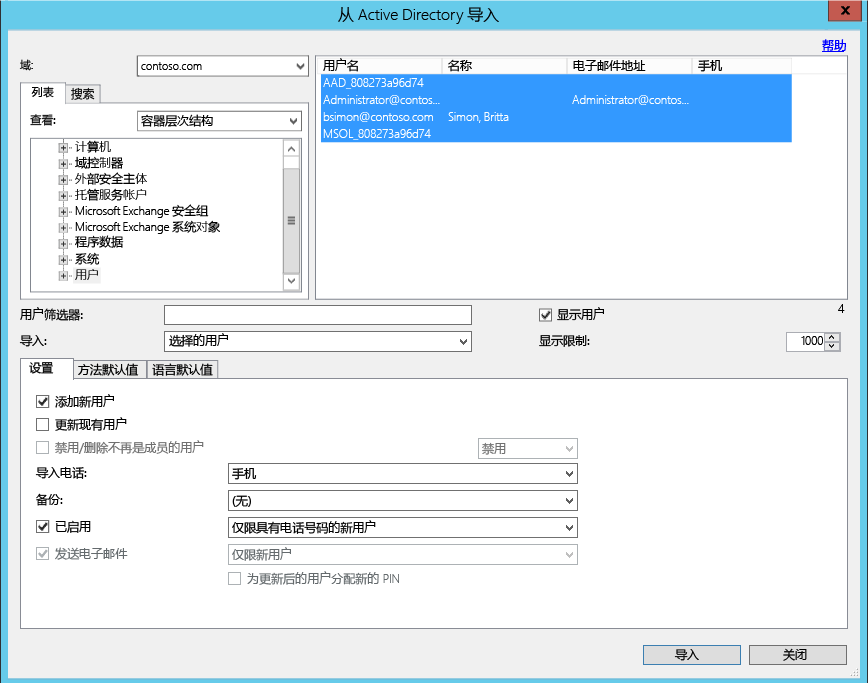 从 Active Directory 导入
x
帮助
域:
contoso.com
列表
搜索
查看:
容器层次结构
计算机
域控制器
外部安全主体
托管服务帐户
Microsoft Exchange 安全组
Microsoft Exchange 系统对象
程序数据
系统
用户
用户名 名称 电子邮件地址 手机
AAD_808273a96d74
Administrator@contos... Administrator@contos...
bsimon@contoso.com Simon, Britta
MSOL_808273a96d74
用户筛选器:
显示用户
4
导入:
选择的用户
显示限制:
1000
设置 方法默认值 语言默认值
添加新用户
更新现有用户
禁用/删除不再是成员的用户
禁用
导入电话:
手机
备份:
(无)
已启用
仅限具有电话号码的新用户
发送电子邮件
仅限新用户
为更新后的用户分配新的 PIN
导入
关闭